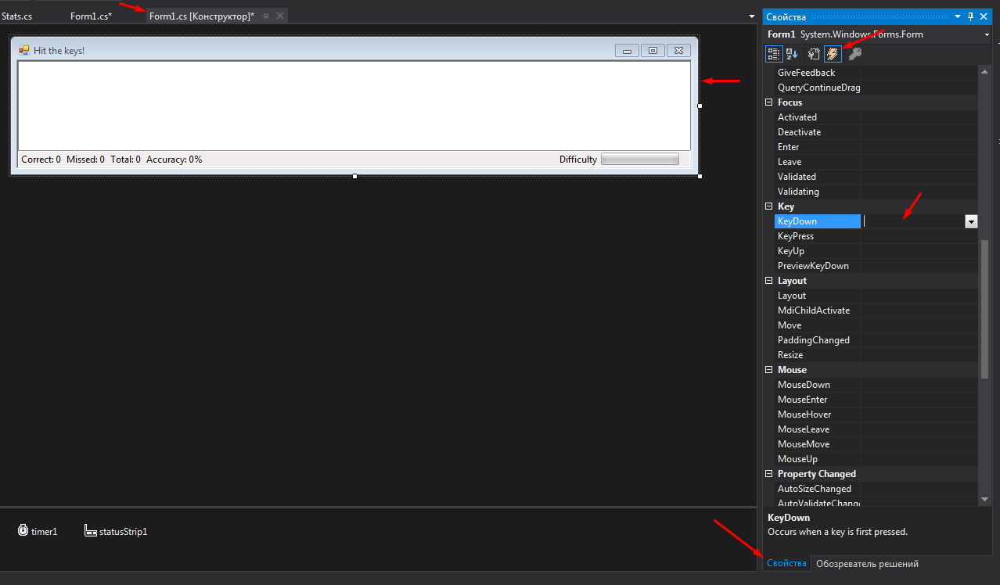 Stats.cs
Form1.cs*
Form1.cs [Конструктор]*
Hit the keys!
Correct: 0 Missed: 0 Total: 0 Accuracy: 0%
Difficulty
timer1
statusStrip1
Свойства
Form1 System.Windows.Forms.Form
GiveFeedback
QueryContinueDrag
Focus
Activated
Deactivate
Enter
Leave
Validated
Validating
Key
KeyDown
KeyPress
KeyUp
PreviewKeyDown
Layout
Layout
MdiChildActivate
Move
PaddingChanged
Resize
Mouse
MouseDown
MouseEnter
MouseHover
MouseLeave
MouseMove
MouseUp
Property Changed
AutoSizeChanged
AutoValidateChang
KeyDown
Occurs when a key is first pressed.
Свойства
Обозреватель решений